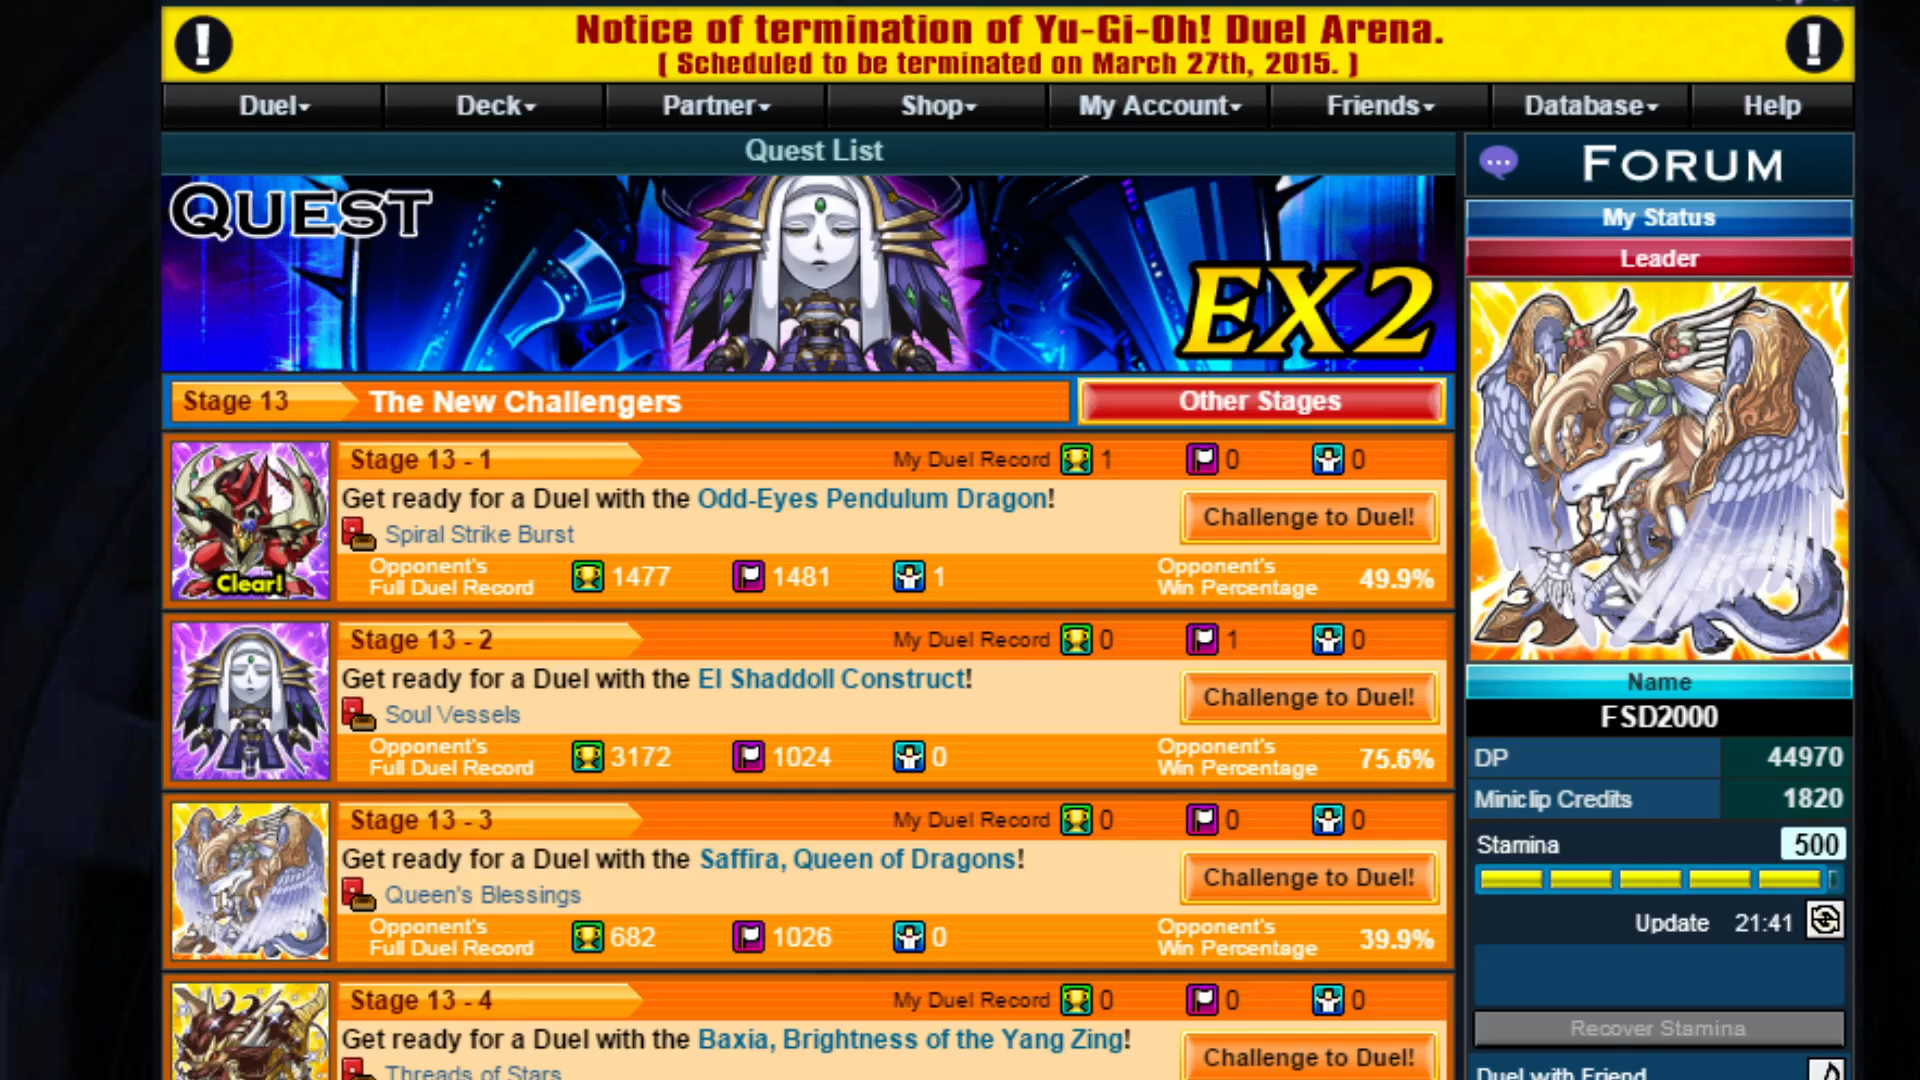 Notice of termination of Yu-Gi-Oh! Duel Arena.
( Scheduled to be terminated on March 27th, 2015. )
Duel Deck Partner Shop My Account Friends Database Help
Quest List
QUEST
EX2
Stage 13 The New Challengers Other Stages
Stage 13 - 1 My Duel Record 1 0 0
Get ready for a Duel with the Odd-Eyes Pendulum Dragon!
Spiral Strike Burst
Challenge to Duel!
Clear!
Opponent's Full Duel Record 1477 1481 1 Opponent's Win Percentage 49.9%
Stage 13 - 2 My Duel Record 0 1 0
Get ready for a Duel with the El Shaddoll Construct!
Soul Vessels
Challenge to Duel!
Opponent's Full Duel Record 3172 1024 0 Opponent's Win Percentage 75.6%
Stage 13 - 3 My Duel Record 0 0 0
Get ready for a Duel with the Saffira, Queen of Dragons!
Queen's Blessings
Challenge to Duel!
Opponent's Full Duel Record 682 1026 0 Opponent's Win Percentage 39.9%
Stage 13 - 4 My Duel Record 0 0 0
Get ready for a Duel with the Baxia, Brightness of the Yang Zing!
Threads of Stars
Challenge to Duel!
FORUM
My Status
Leader
Name
FSD2000
DP 44970
Miniclip Credits 1820
Stamina 500
Update 21:41
Recover Stamina
Duel with Friend